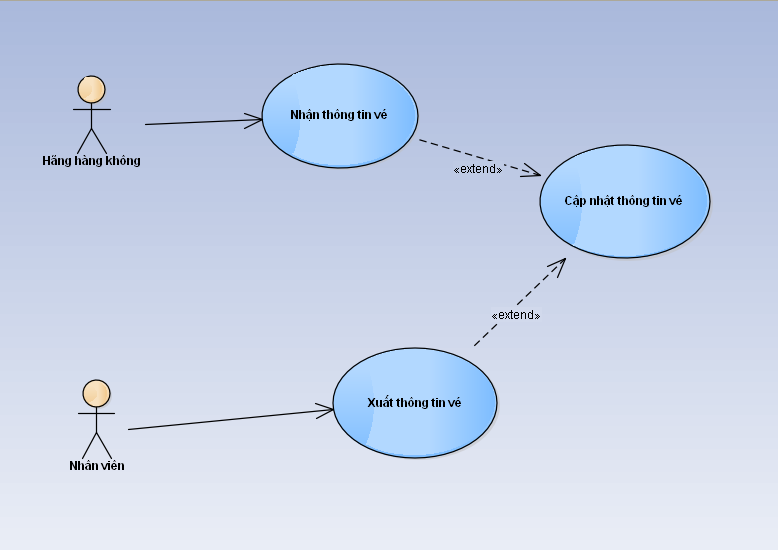 Nhận thông tin vé
Hãng hàng không
«extend»
Cập nhật thông tin vé
«extend»
Xuất thông tin vé
Nhân viên